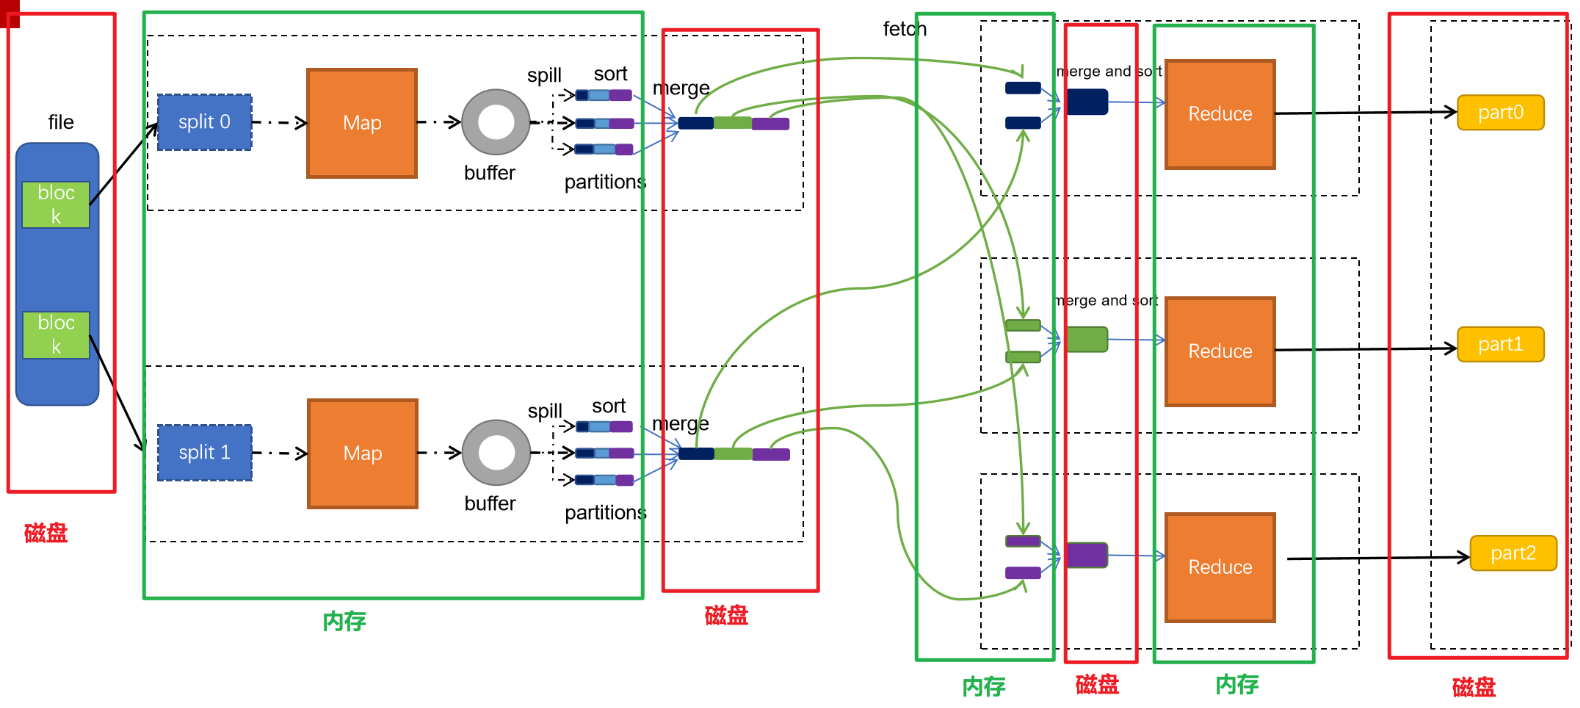 file
bloc
k
bloc
k
磁盘
split 0
Map
buffer
spill
sort
partitions
merge
split 1
Map
buffer
spill
sort
partitions
merge
内存
磁盘
fetch
merge and sort
Reduce
part0
merge and sort
Reduce
part1
Reduce
part2
内存
磁盘
内存
磁盘